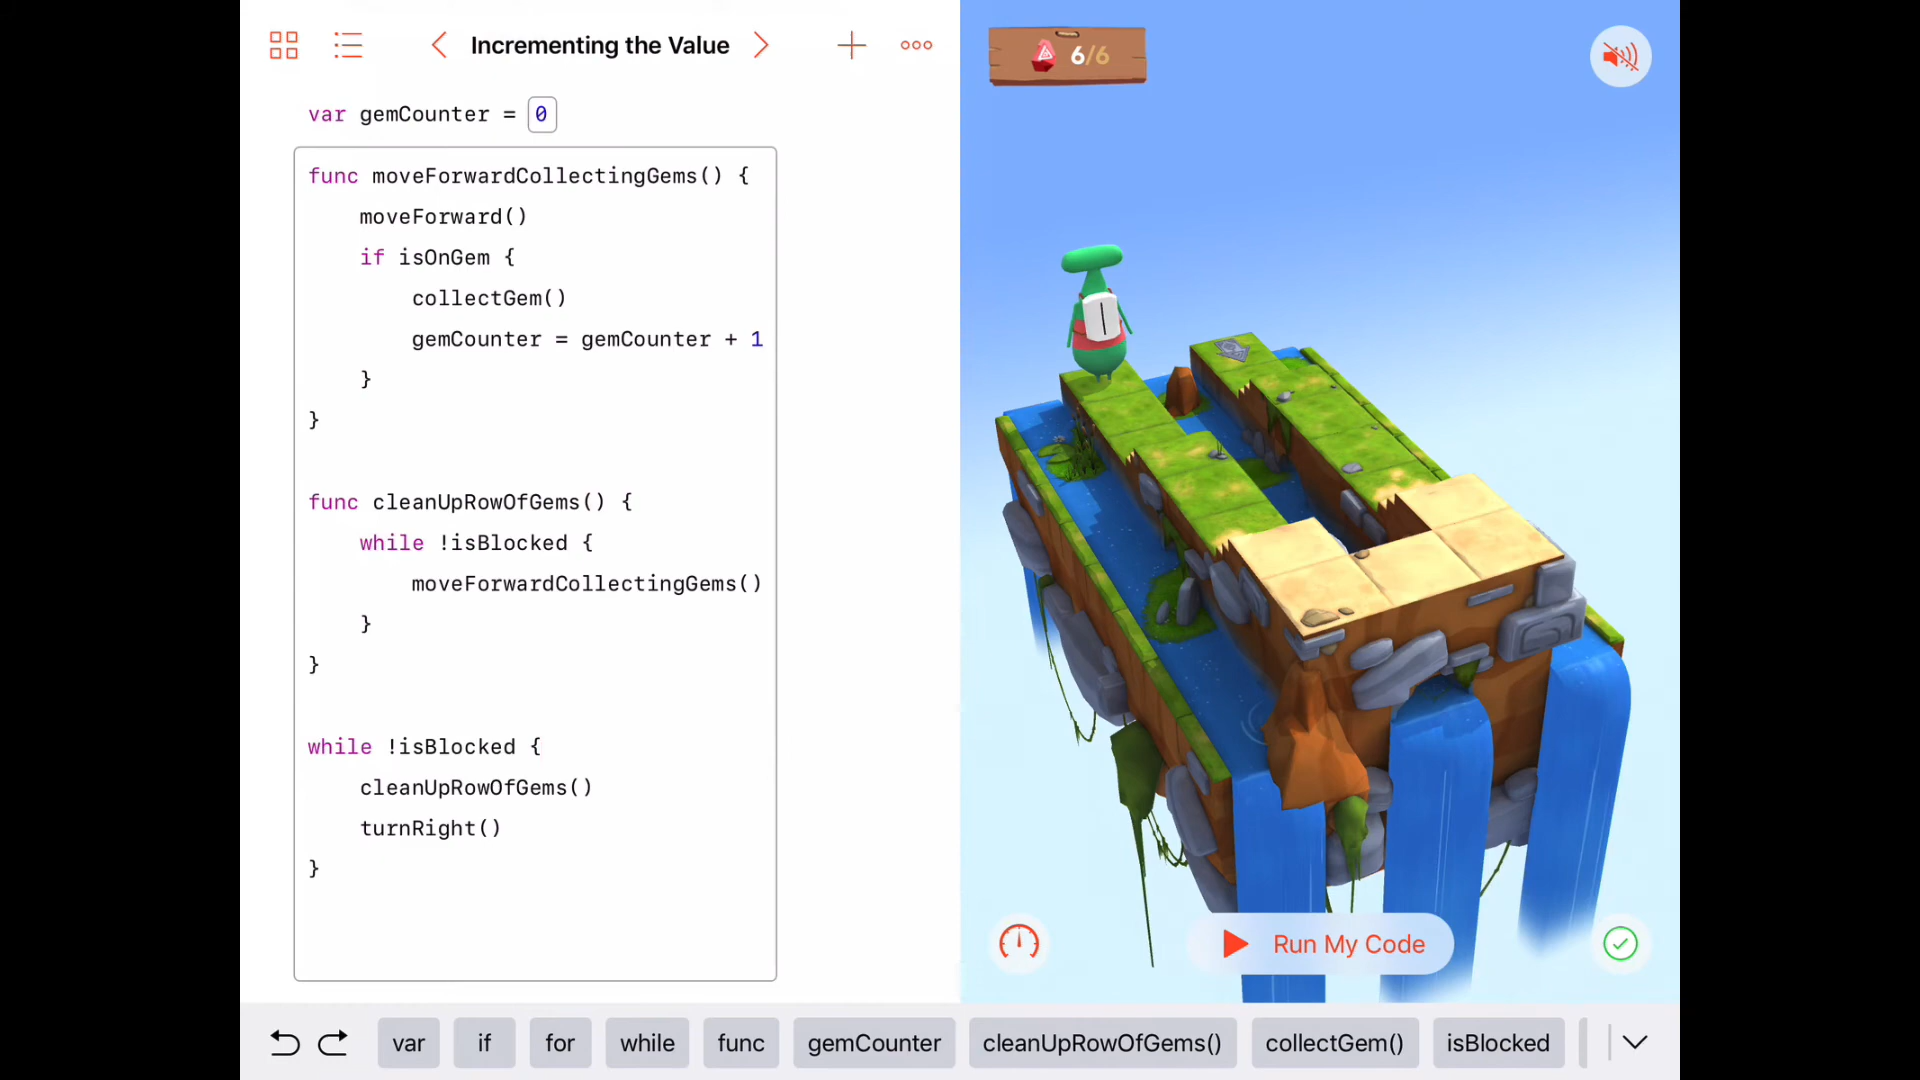 Incrementing the Value
var gemCounter = 0
func moveForwardCollectingGems() {
moveForward()
if isOnGem {
collectGem()
gemCounter = gemCounter + 1
}
}
func cleanUpRowOfGems() {
while !isBlocked {
moveForwardCollectingGems()
}
}
while !isBlocked {
cleanUpRowOfGems()
turnRight()
}
6/6
Run My Code
var if for while func gemCounter cleanUpRowOfGems() collectGem() isBlocked